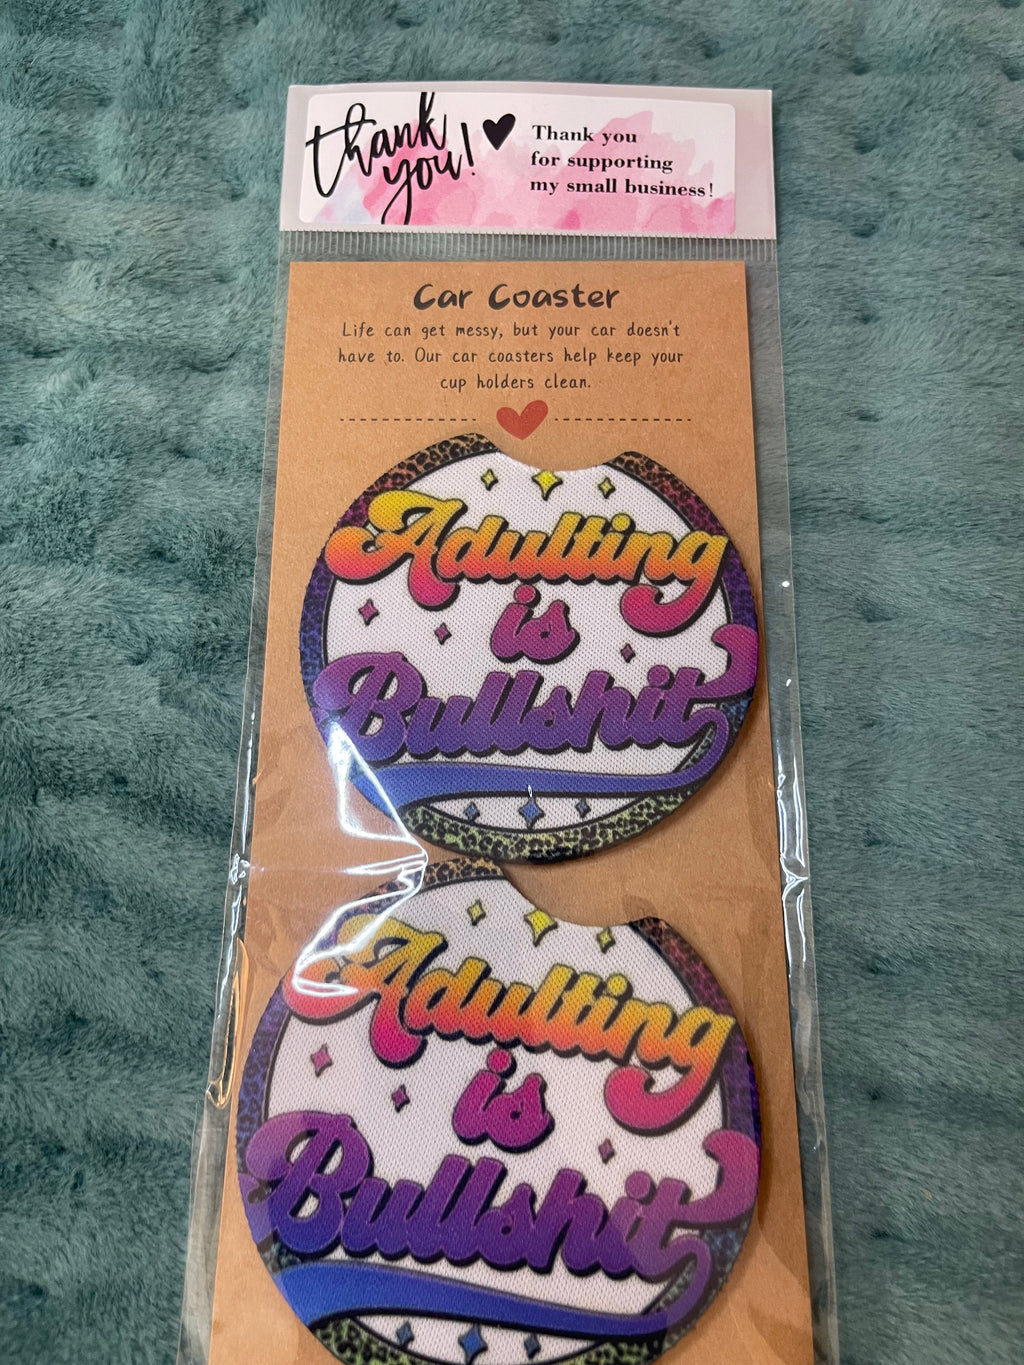 thank
you!
Thank you
for supporting
my small business!
Car Coaster
Life can get messy, but your car doesn't
have to. Our car coasters help keep your
cup holders clean.
Adulting
is
Bullshit
Adulting
is
Bullshit